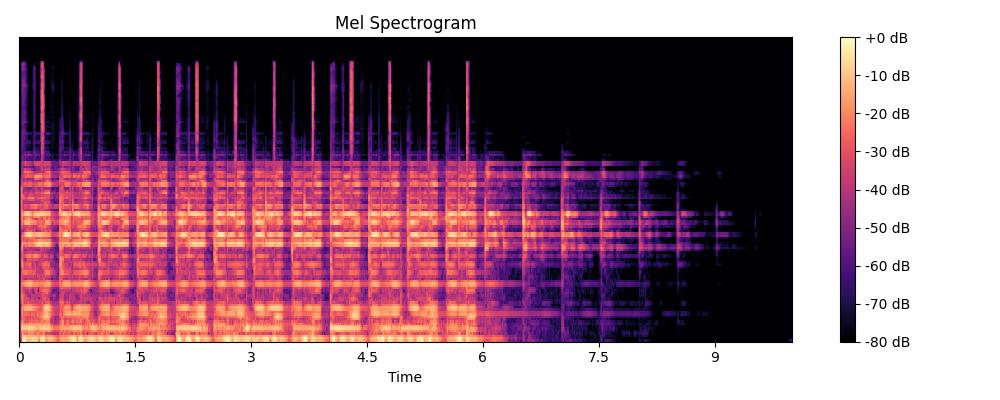 Mel Spectrogram
+0 dB
-10 dB
-20 dB
-30 dB
-40 dB
-50 dB
-60 dB
-70 dB
-80 dB
0 1.5 3 4.5 6 7.5 9
Time